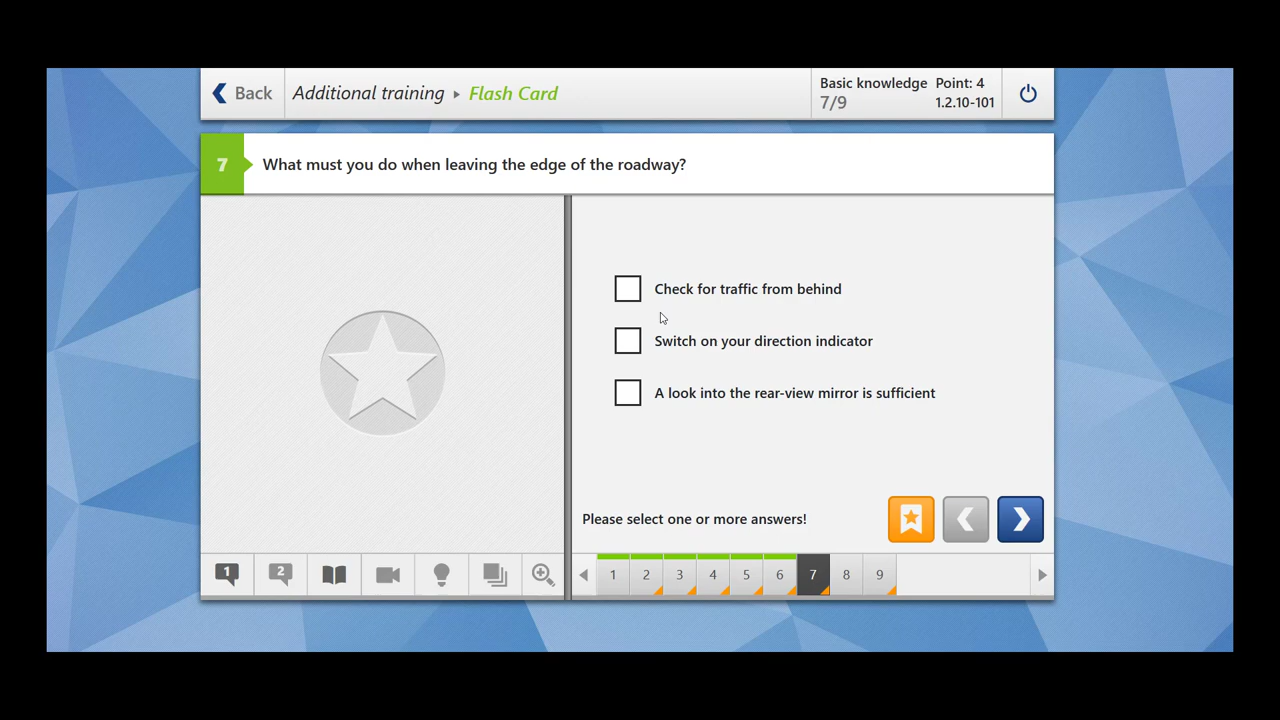 Back
Additional training ▸ Flash Card
Basic knowledge Point: 4
7/9 1.2.10-101
7 What must you do when leaving the edge of the roadway?
Check for traffic from behind
Switch on your direction indicator
A look into the rear-view mirror is sufficient
Please select one or more answers!
1 2
1 2 3 4 5 6 7 8 9